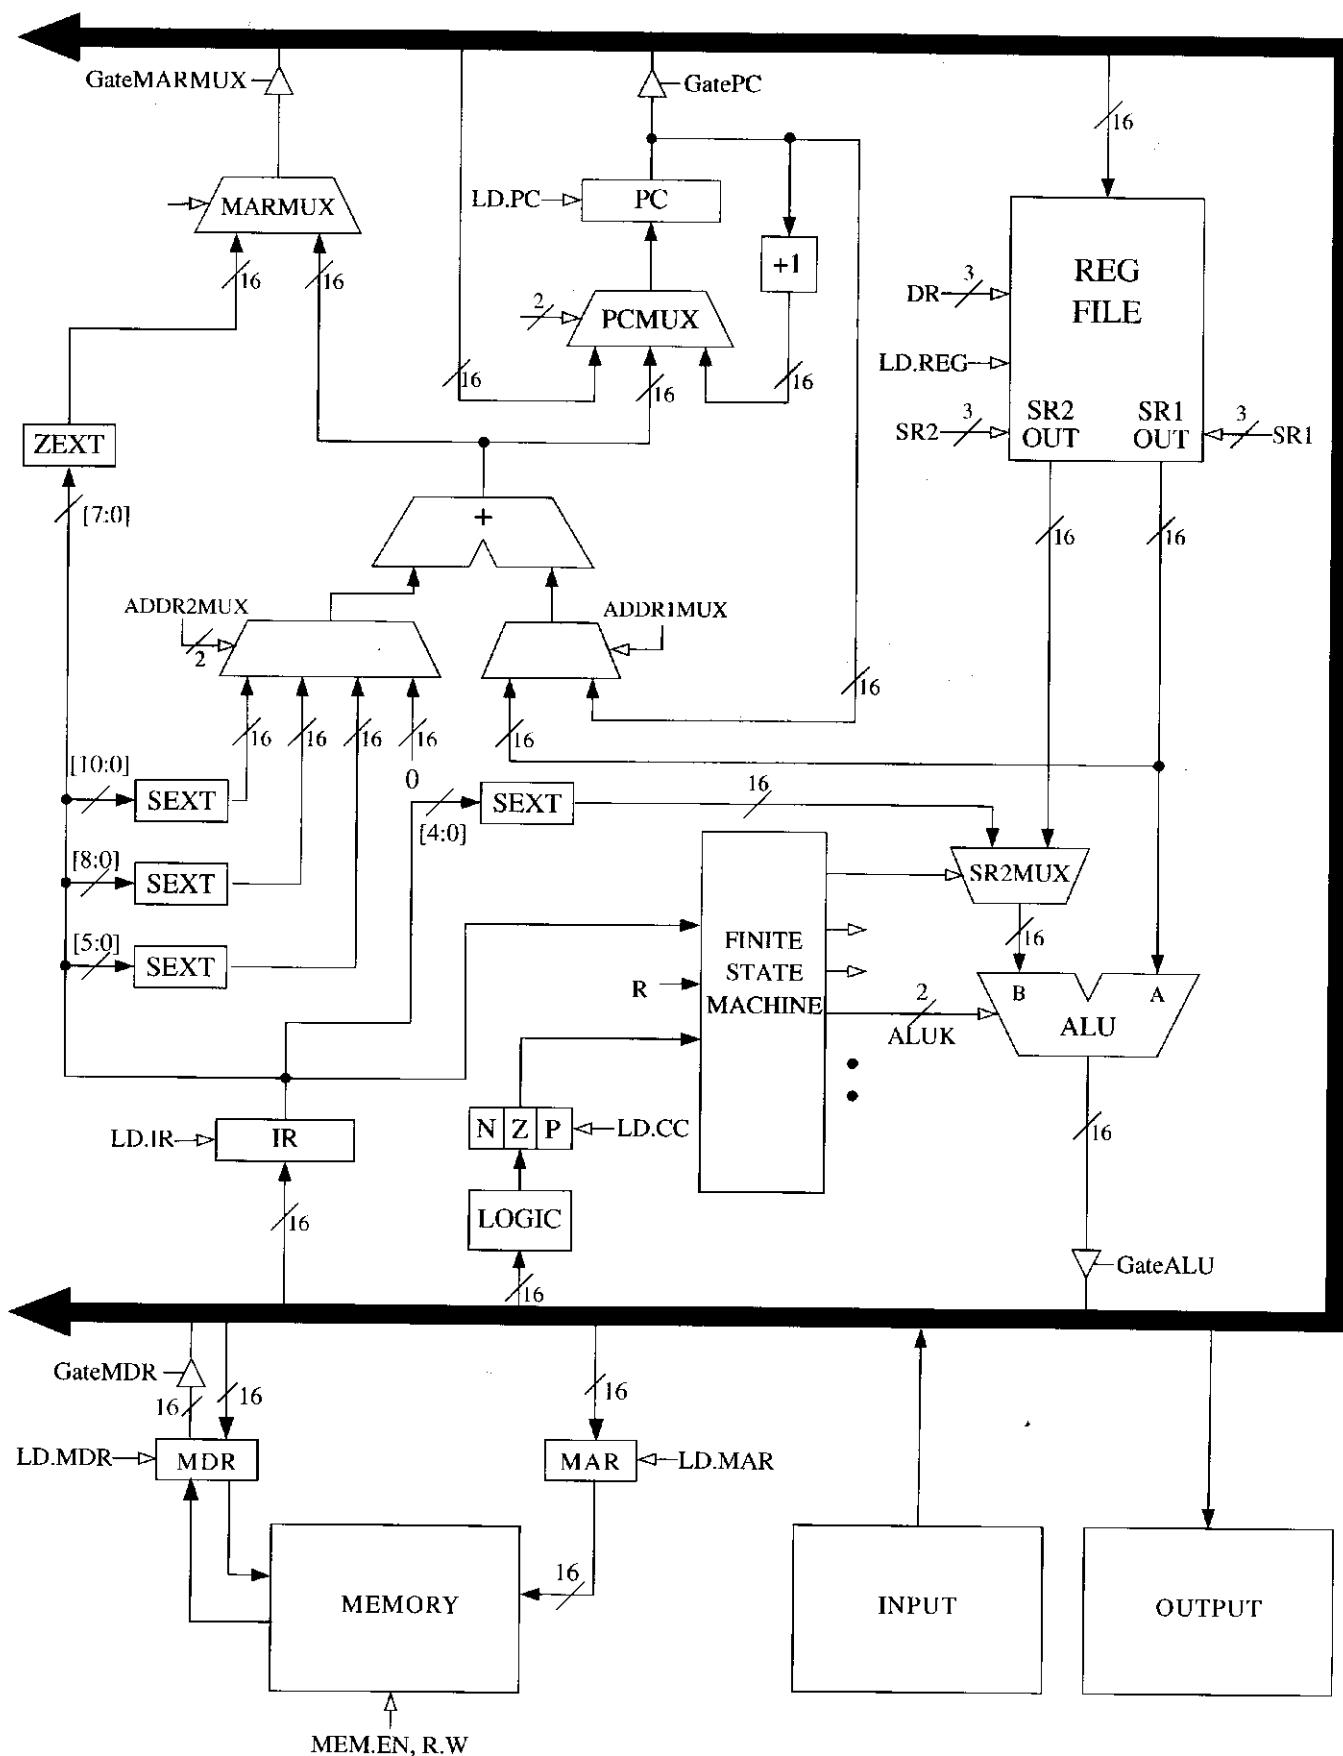 GateMARMUX
GatePC
16
MARMUX
LD.PC
PC
+1
16
16
2
PCMUX
REG
FILE
DR
3
LD.REG
16
16
16
ZEXT
SR2
3
SR2
OUT
SR1
OUT
3
SR1
[7:0]
+
16
16
ADDR2MUX
2
ADDR1MUX
16
16
16
16
16
16
0
[10:0]
SEXT
[4:0]
SEXT
16
[8:0]
SEXT
SR2MUX
[5:0]
SEXT
16
FINITE
STATE
MACHINE
R
2
ALUK
B
A
ALU
LD.IR
IR
N Z P
LD.CC
16
LOGIC
16
16
GateALU
GateMDR
16
16
16
LD.MDR
MDR
MAR
LD.MAR
16
MEMORY
INPUT
OUTPUT
MEM.EN, R.W